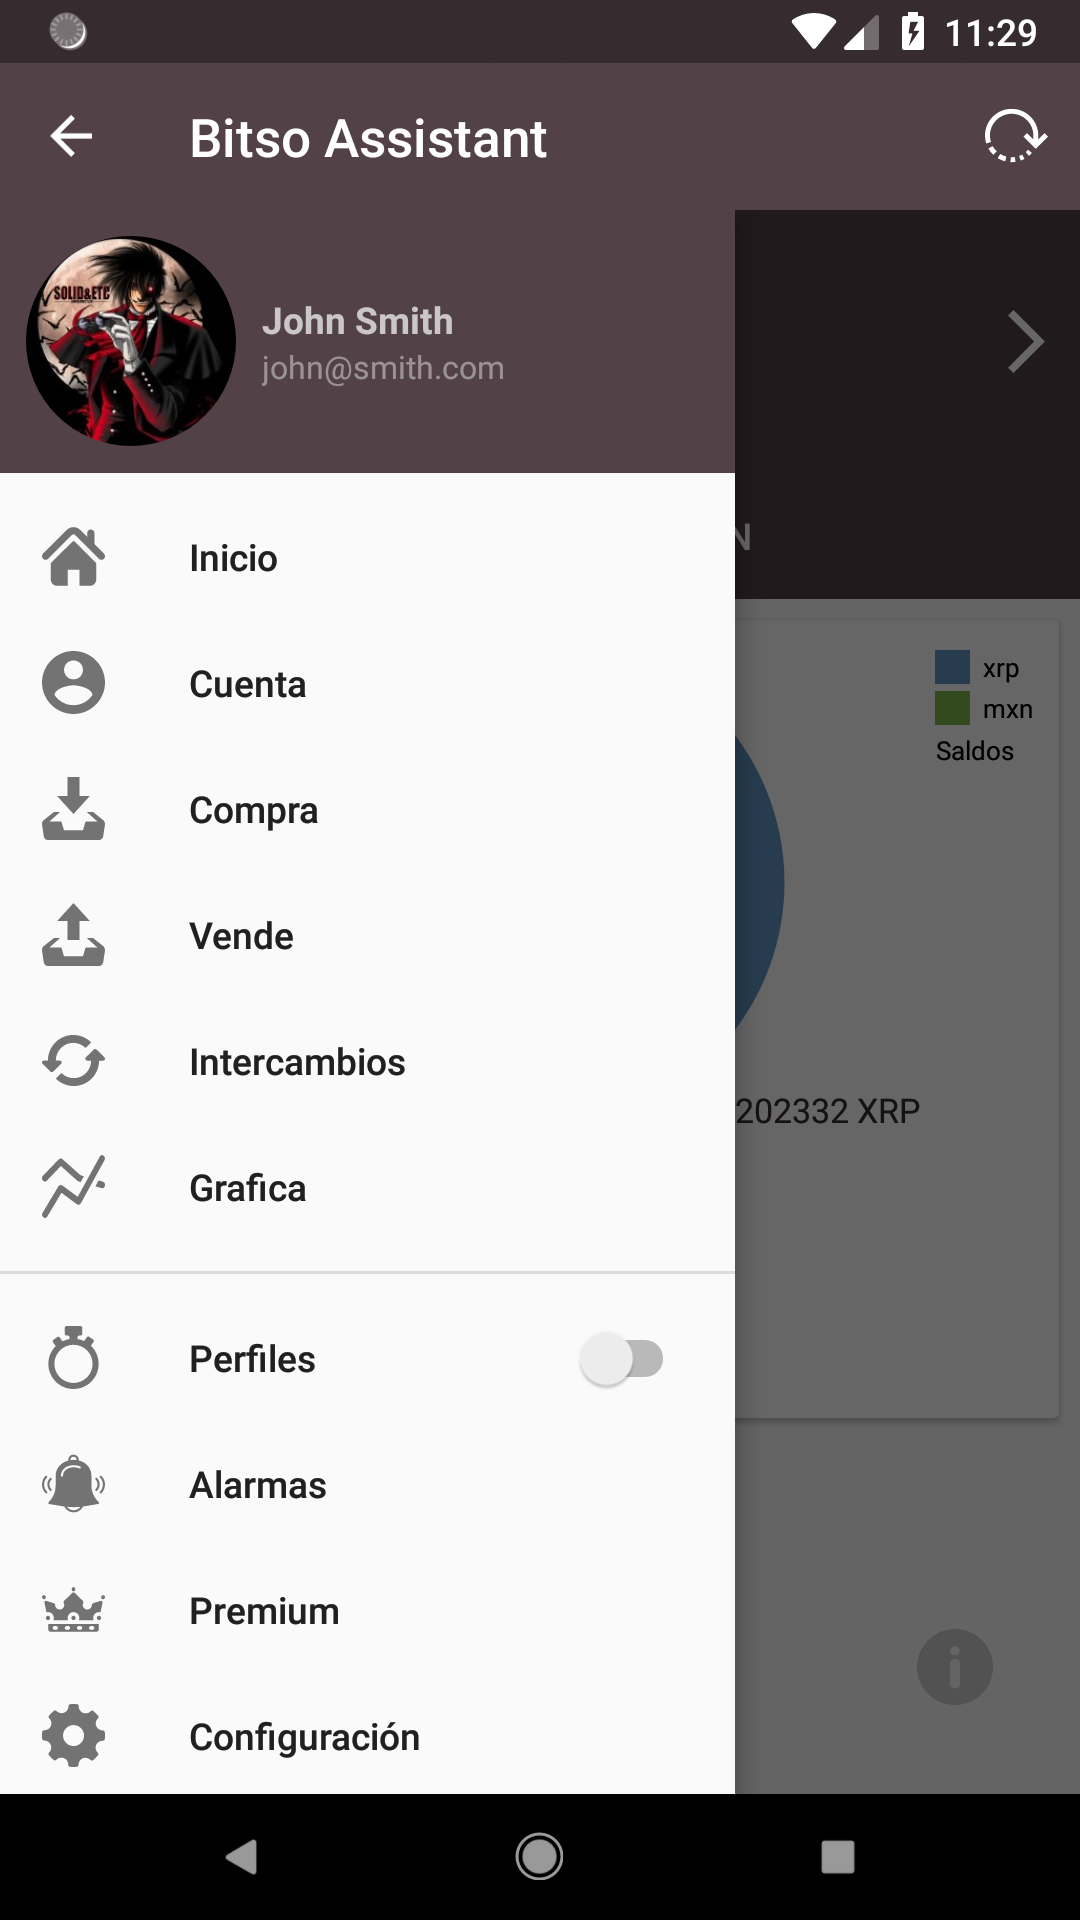 11:29
Bitso Assistant
SOLID&ETC
John Smith
john@smith.com
N
Inicio
xrp
Cuenta
mxn
Saldos
Compra
Vende
Intercambios
202332 XRP
Grafica
Perfiles
Alarmas
Premium
Configuración